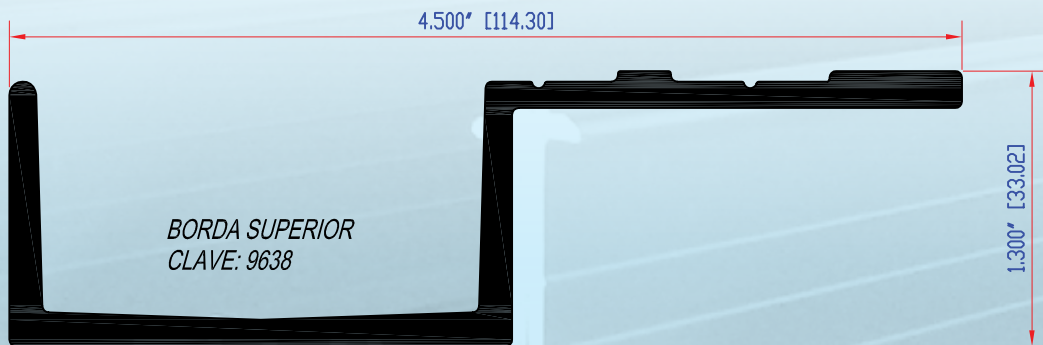 4.500" [114.30]
1.300" [33.02]
BORDA SUPERIOR
CLAVE: 9638